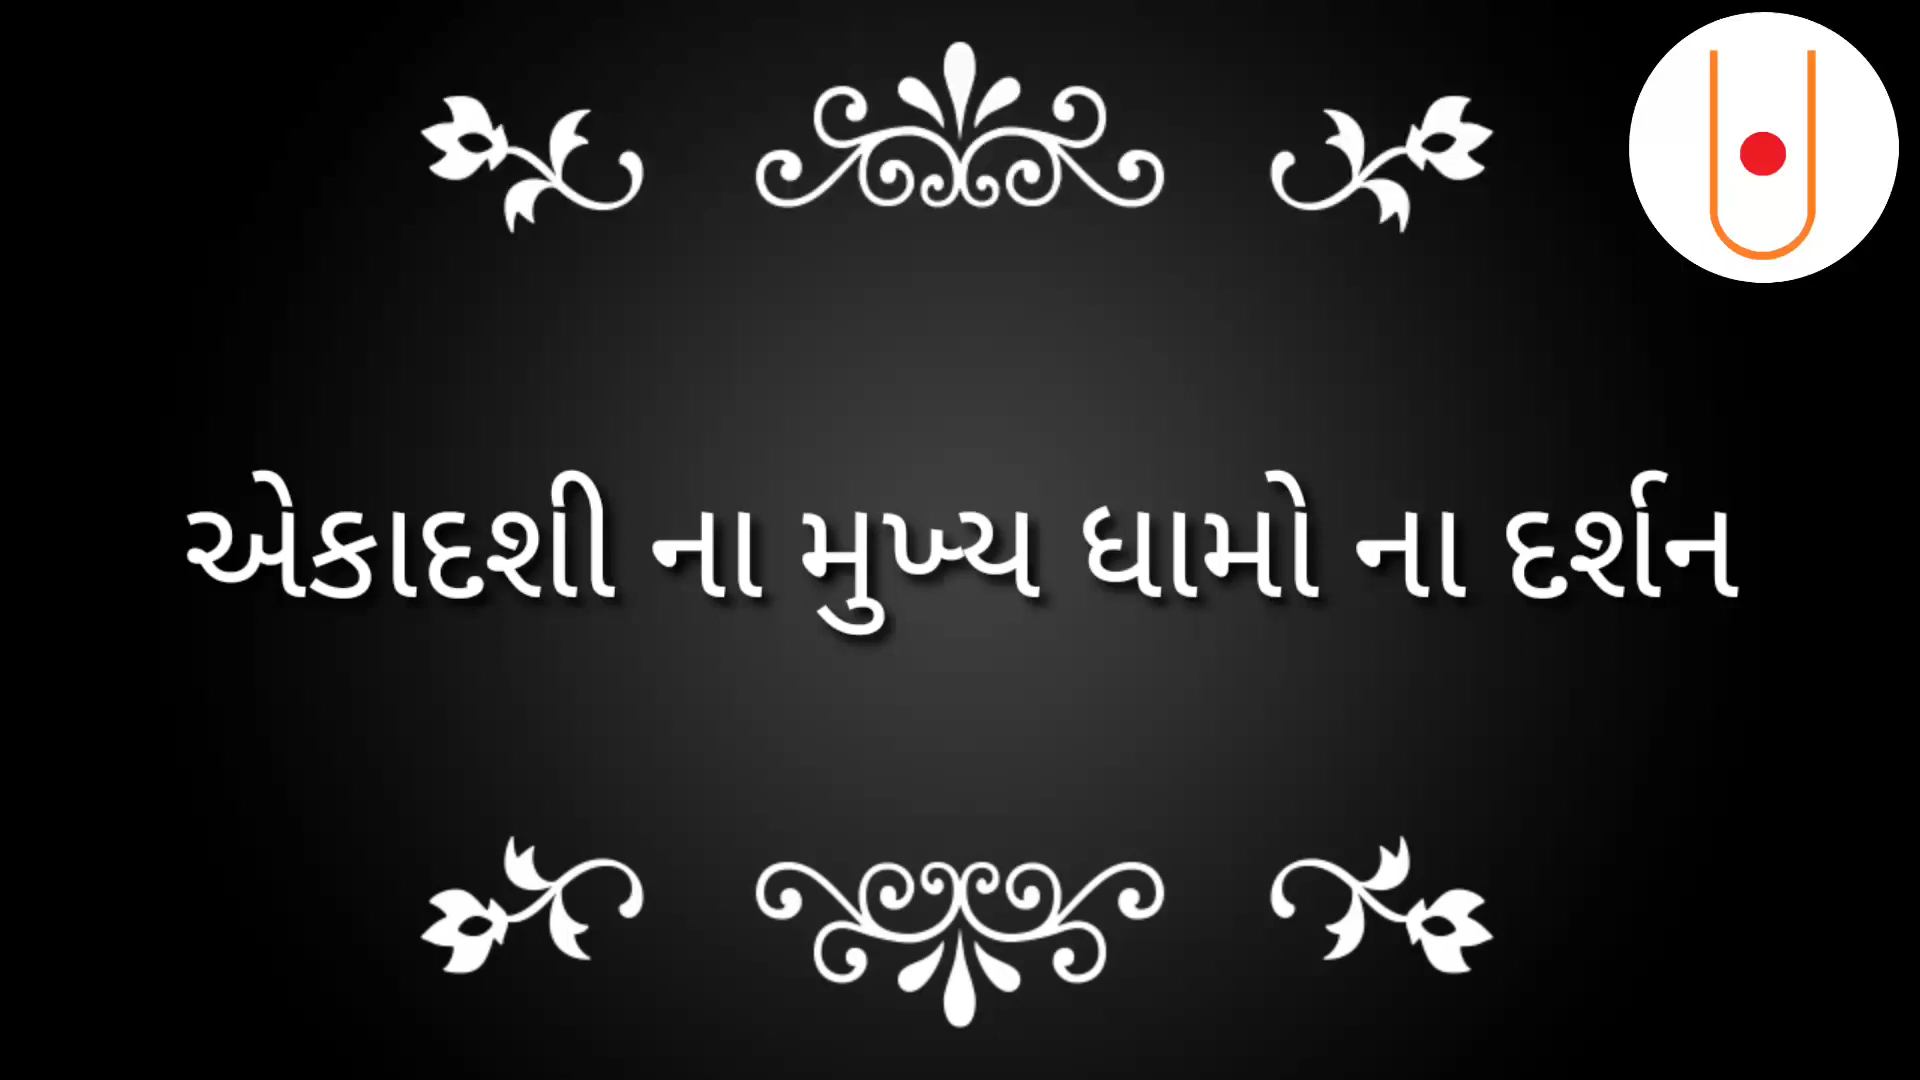 એકાદશી ના મુખ્ય ધામો ના દર્શન